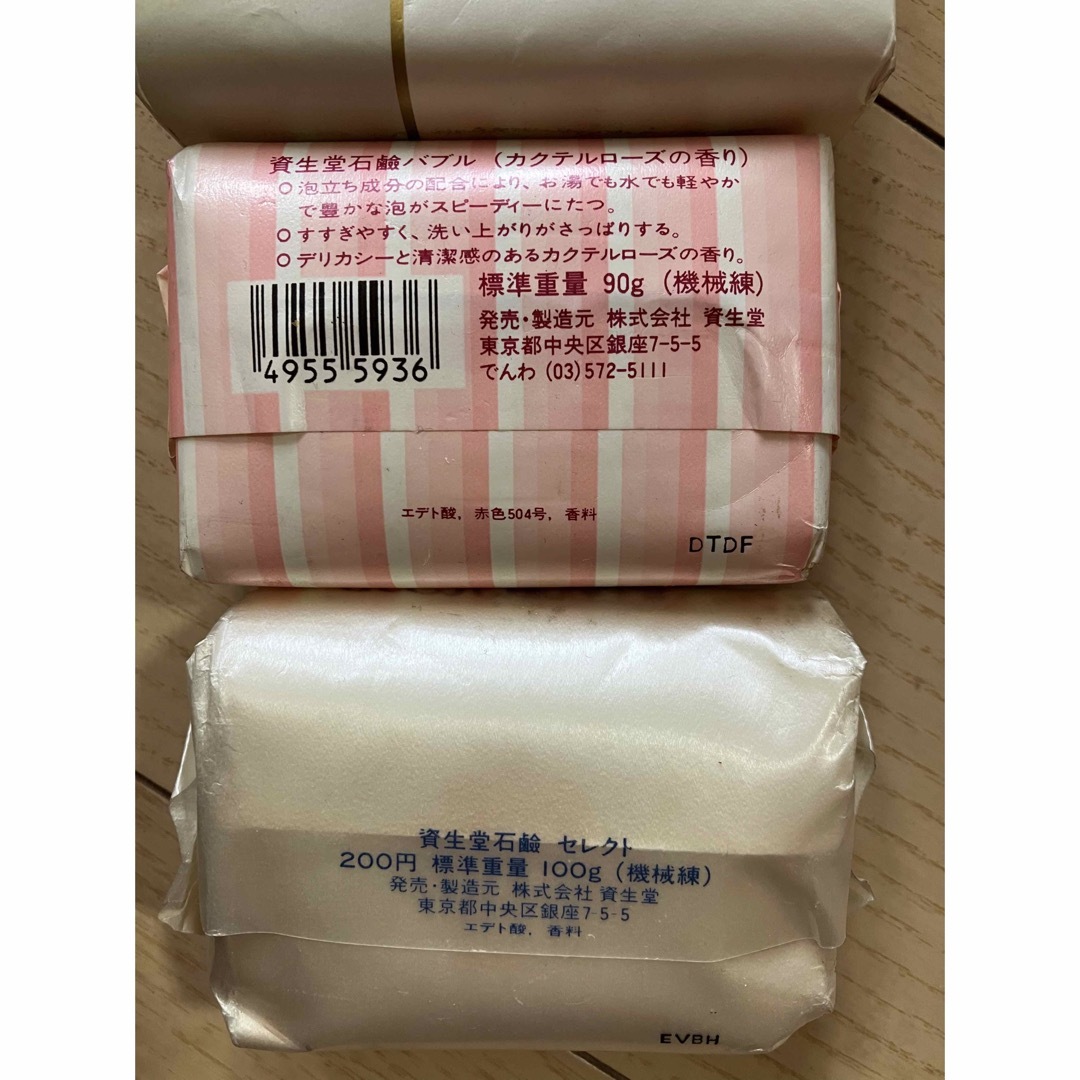 資生堂石鹸バブル（カクテルローズの香り）
○泡立ち成分の配合により、お湯でも水でも軽やか
で豊かな泡がスピーディーにたつ。
○すすぎやすく、洗い上がりがさっぱりする。
○デリカシーと清潔感のあるカクテルローズの香り。
標準重量 90g（機械練）
発売・製造元 株式会社 資生堂
東京都中央区銀座7-5-5
でんわ (03)572-5111
4955 5936
エデト酸，赤色504号，香料
DTDF
資生堂石鹸 セレクト
200円 標準重量 100g（機械練）
発売・製造元 株式会社 資生堂
東京都中央区銀座7-5-5
エデト酸，香料
EVBH